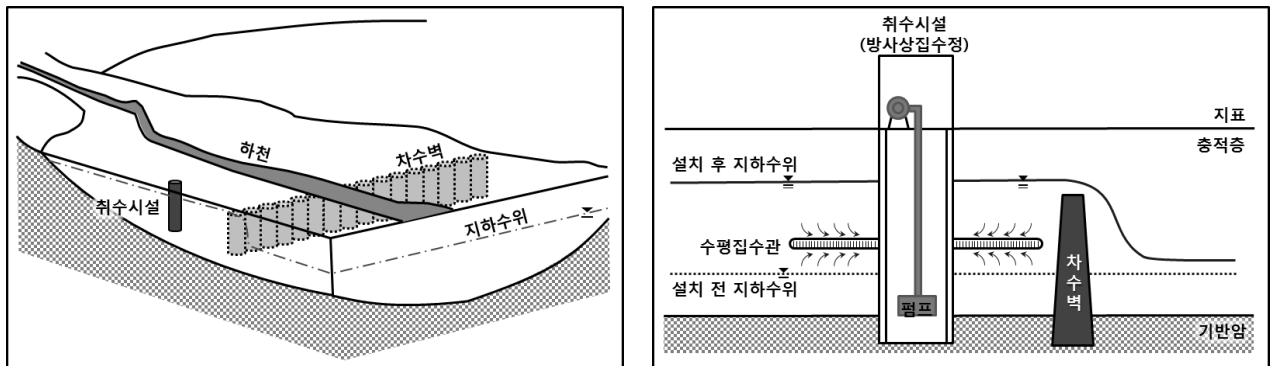 하천
차수벽
취수시설
지하수위
취수시설
(방사상집수정)
지표
충적층
설치 후 지하수위
수평집수관
설치 전 지하수위
펌프
차수벽
기반암